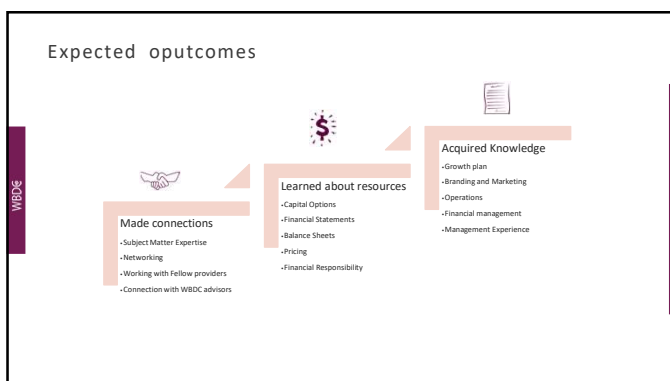 Expected oputcomes
WBDC
Made connections
•Subject Matter Expertise
•Networking
•Working with Fellow providers
•Connection with WBDC advisors
$
Learned about resources
•Capital Options
•Financial Statements
•Balance Sheets
•Pricing
•Financial Responsibility
Acquired Knowledge
•Growth plan
•Branding and Marketing
•Operations
•Financial management
•Management Experience